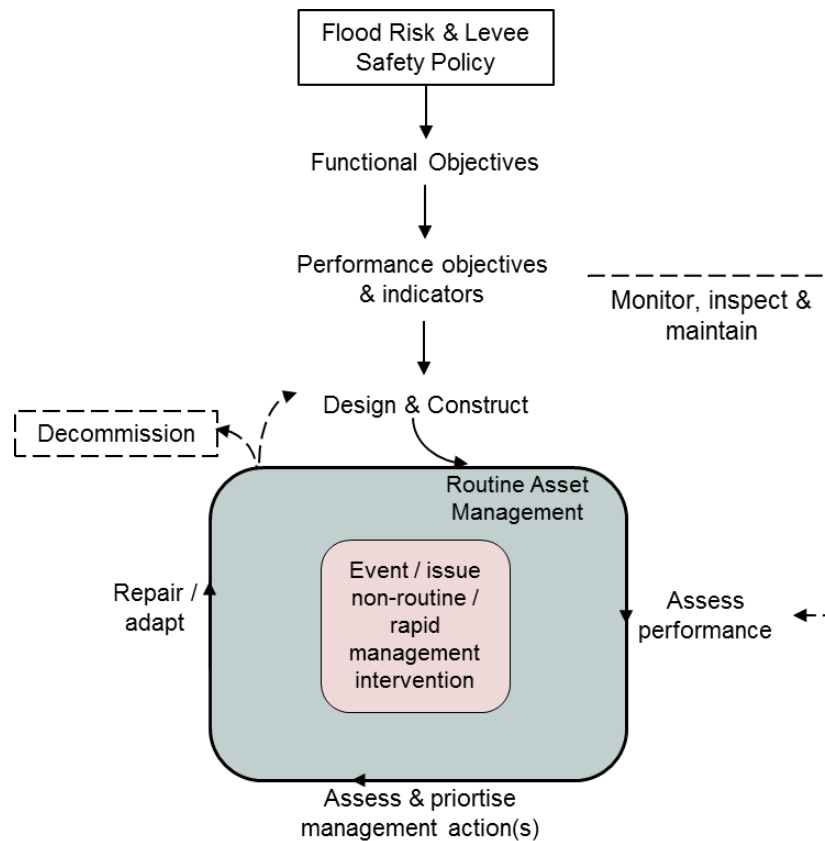 Flood Risk & Levee
Safety Policy
Functional Objectives
Performance objectives
& indicators
Monitor, inspect &
maintain
Design & Construct
Decommission
Routine Asset
Management
Event / issue
non-routine /
rapid
management
intervention
Repair /
adapt
Assess
performance
Assess & priortise
management action(s)